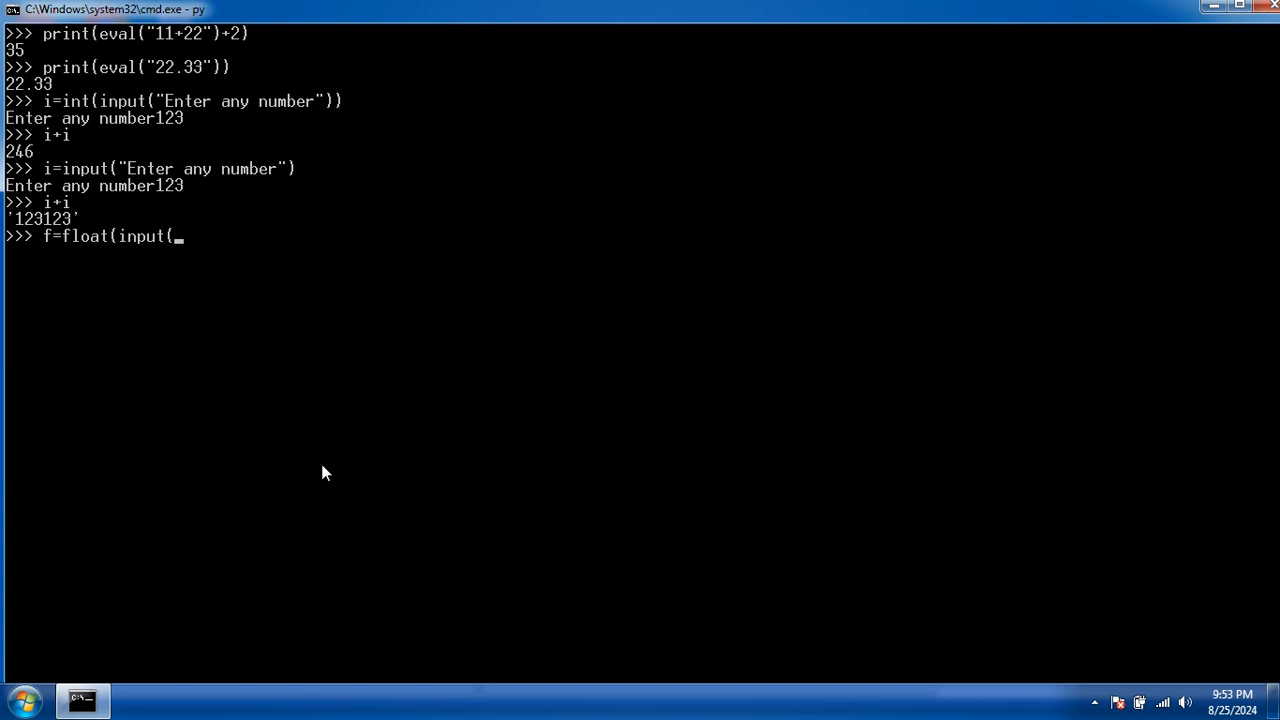 C:\Windows\system32\cmd.exe - py
>>> print(eval("11+22")+2)
35
>>> print(eval("22.33"))
22.33
>>> i=int(input("Enter any number"))
Enter any number123
>>> i+i
246
>>> i=input("Enter any number")
Enter any number123
>>> i+i
'123123'
>>> f=float(input(_
C:\_
9:53 PM
8/25/2024